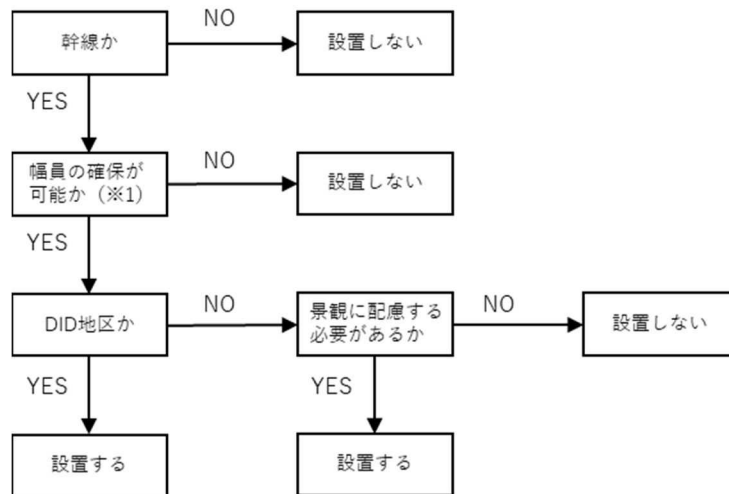 幹線か
NO
設置しない
YES
幅員の確保が
可能か（※1）
NO
設置しない
YES
DID地区か
NO
景観に配慮する
必要があるか
NO
設置しない
YES
YES
設置する
設置する